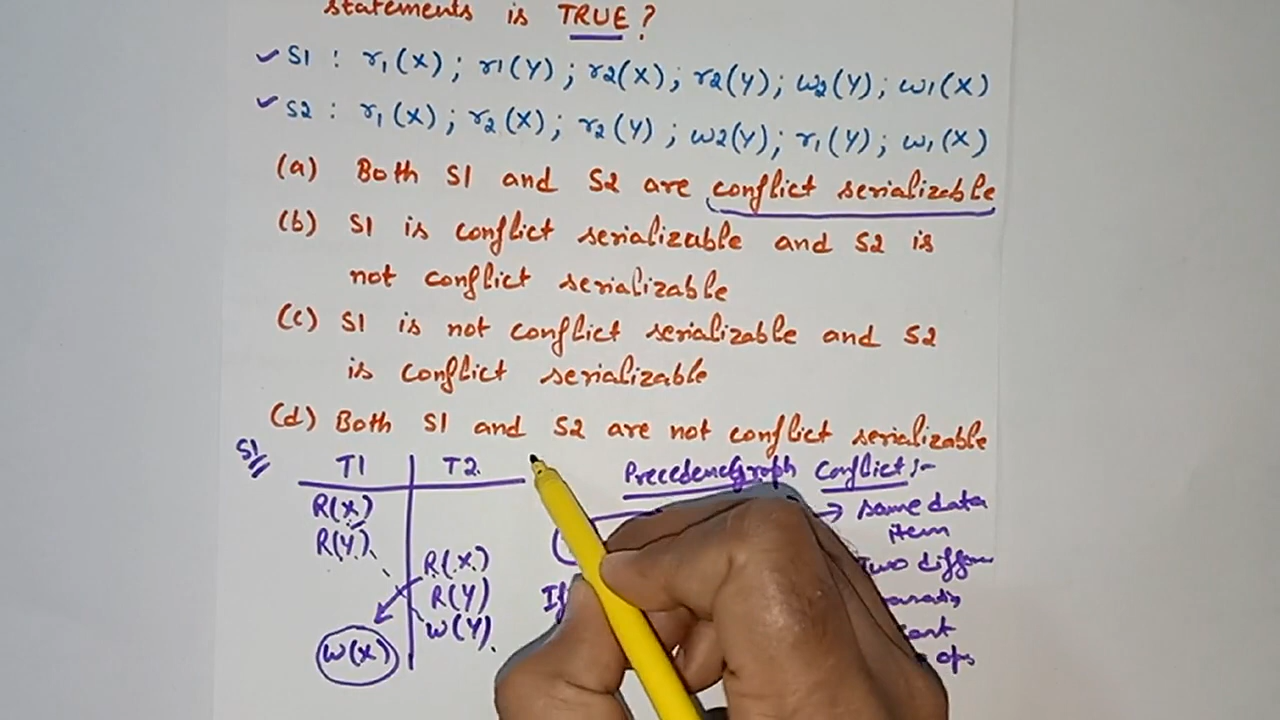 statements is TRUE?
S1 : r1(X); r1(Y); r2(X); r2(Y); w2(Y); w1(X)
S2 : r1(X); r2(X); r2(Y); w2(Y); r1(Y); w1(X)
(a) Both S1 and S2 are conflict serializable
(b) S1 is conflict serializable and S2 is
not conflict serializable
(c) S1 is not conflict serializable and S2
is conflict serializable
(d) Both S1 and S2 are not conflict serializable
S1
T1 T2
R(X)
R(Y)
R(X)
R(Y)
W(Y)
W(X)
Precedence Graph
If
Conflict :-
→ same data
item
Two
ops